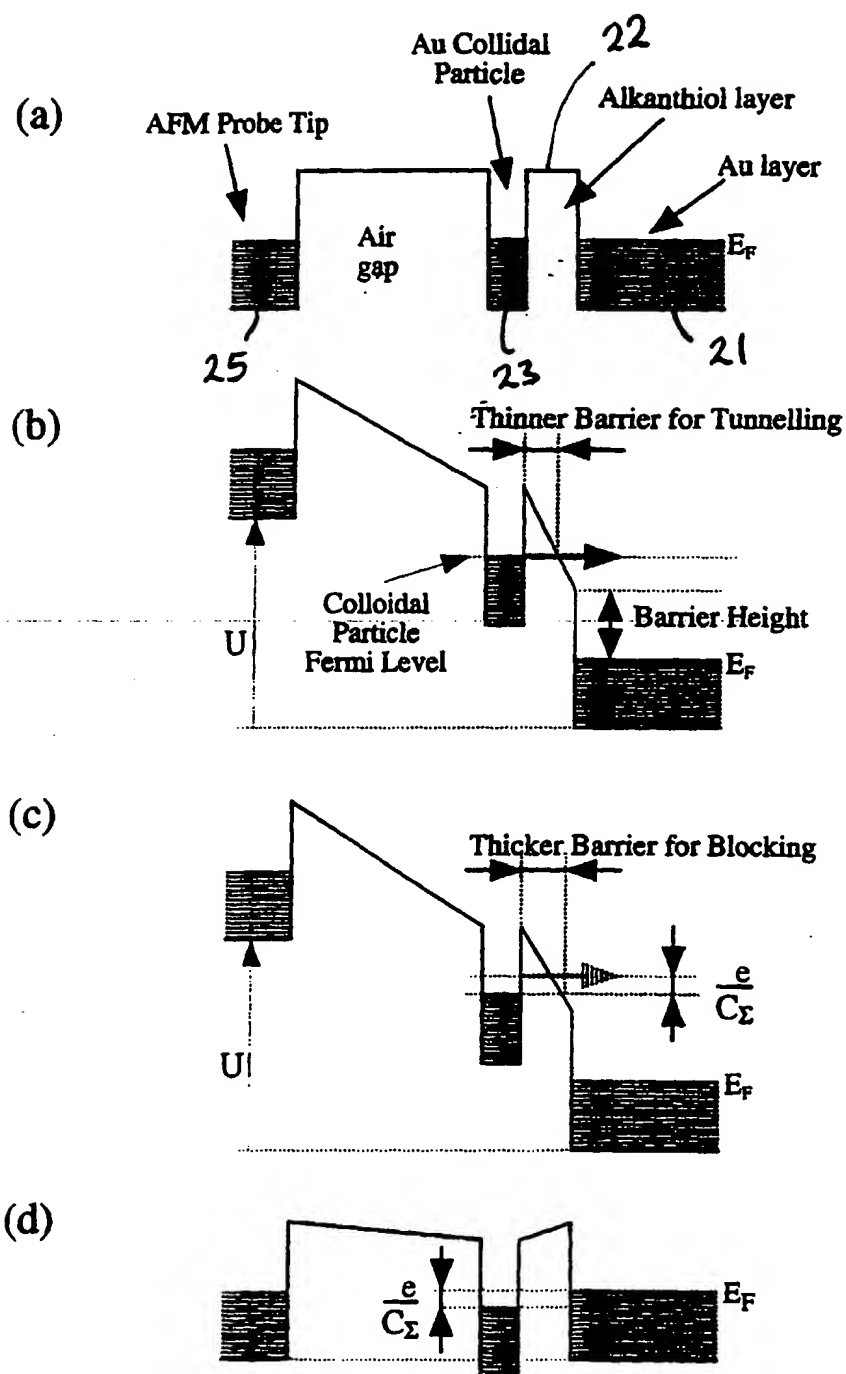 (a)
Au Collidal
Particle
22
Alkanthiol layer
AFM Probe Tip
Au layer
Air
gap
E_F
25
23
21
(b)
Thinner Barrier for Tunnelling
Colloidal
Particle
Fermi Level
Barrier Height
U
E_F
(c)
Thicker Barrier for Blocking
e
C_Σ
U
E_F
(d)
e
C_Σ
E_F